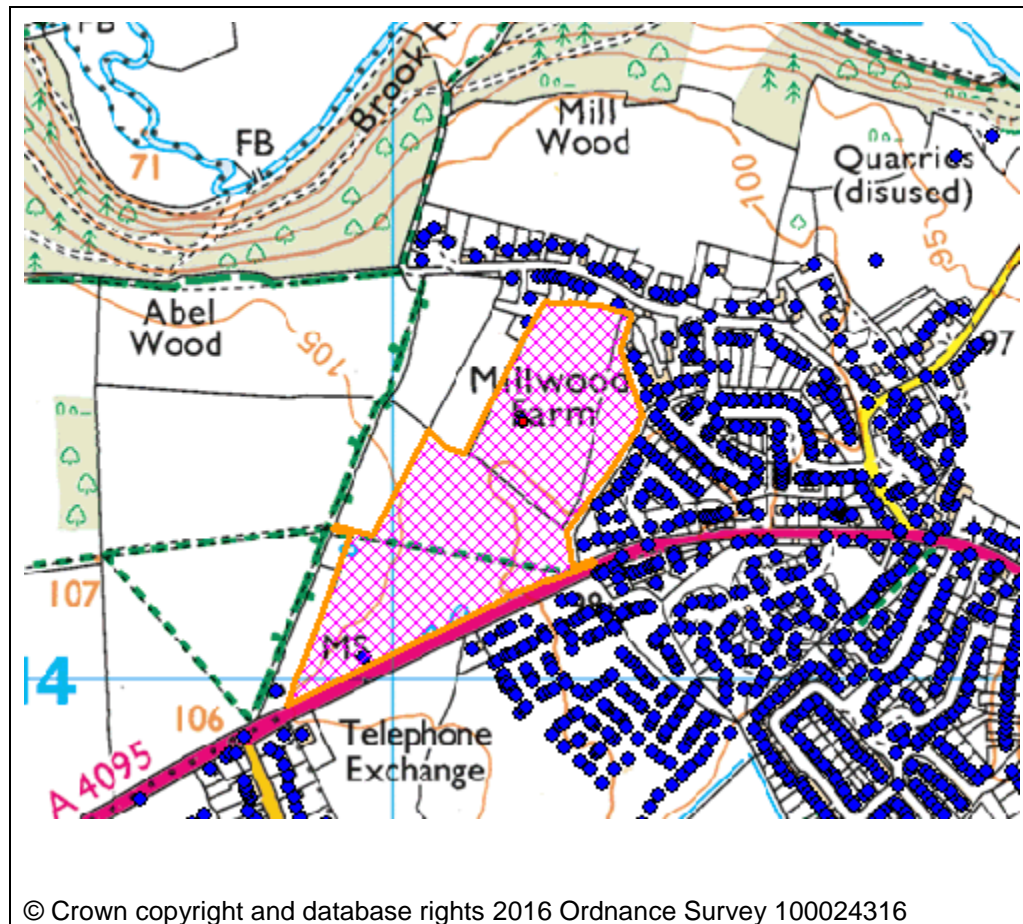 FB
Brook
Mill
Wood
FB
71
100
Quarries
(disused)
95
Abel
Wood
105
97
Millwood
Farm
107
MS
4
106
Telephone
Exchange
A 4095
© Crown copyright and database rights 2016 Ordnance Survey 100024316